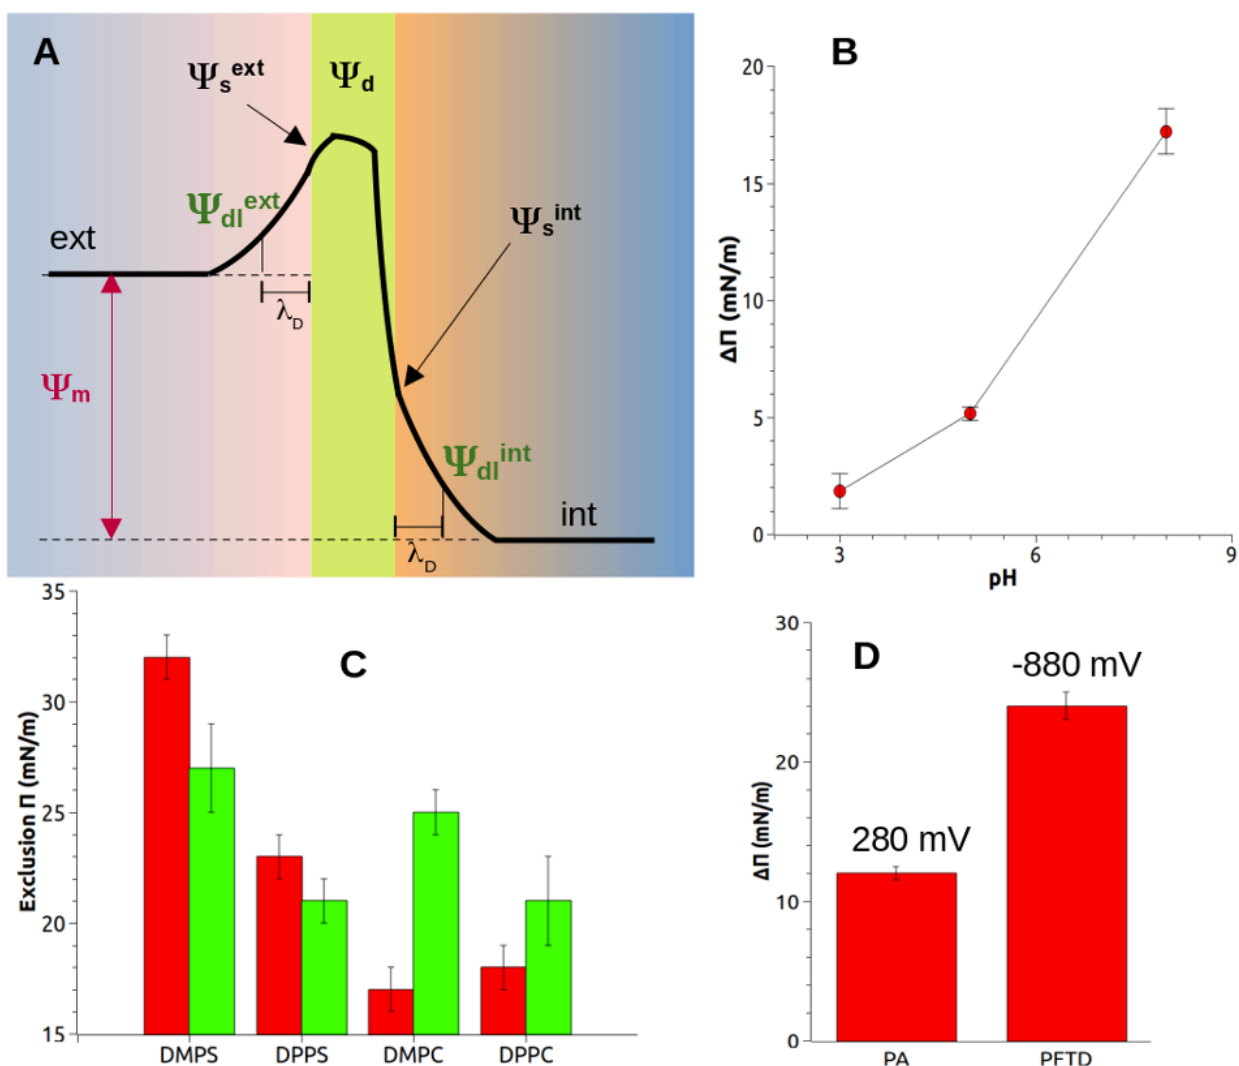 A
Ψs^ext
Ψd
Ψdl^ext
ext
λD
Ψs^int
Ψm
Ψdl^int
int
λD
B
20
15
10
5
0
ΔΠ (mN/m)
3
6
9
pH
35
30
25
20
15
Exclusion Π (mN/m)
C
DMPS
DPPS
DMPC
DPPC
30
20
10
0
ΔΠ (mN/m)
D
-880 mV
280 mV
PA
PFTD